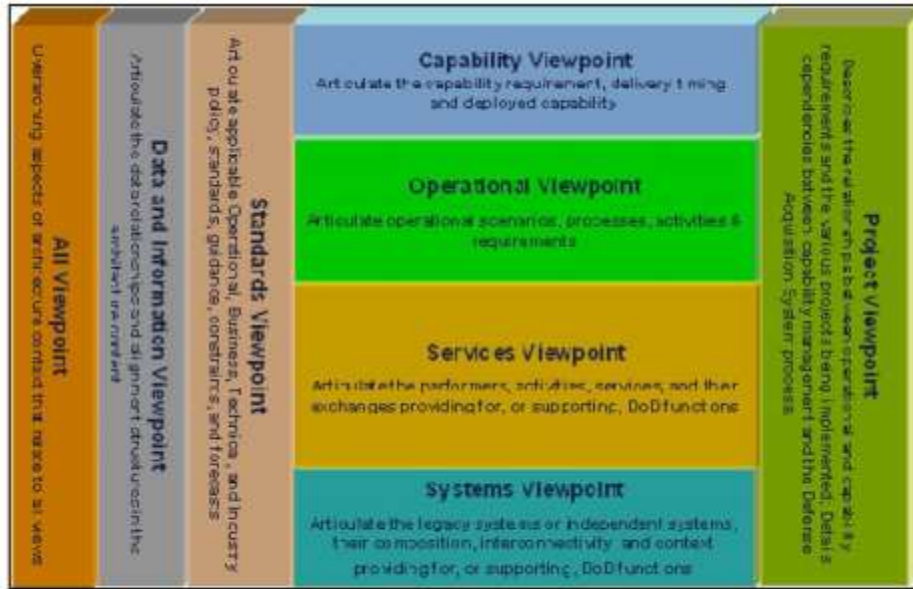 All Viewpoint
Overarching aspects of architecture context that relate to all views
Data and Information Viewpoint
Articulate the data relationships and alignment structures in the
architecture content
Standards Viewpoint
Articulate applicable Operational, Business, Technical, and Industry
policy, standards, guidance, constraints, and forecasts
Capability Viewpoint
Articulate the capability requirement, delivery timing
and deployed capability
Operational Viewpoint
Articulate operational scenarios, processes, activities &
requirements
Services Viewpoint
Articulate the performers, activities, services, and their
exchanges providing for, or supporting, DoD functions
Systems Viewpoint
Articulate the legacy systems or independent systems,
their composition, interconnectivity, and context
providing for, or supporting, DoD functions
Project Viewpoint
Describes the relationships between operational and capability
requirements and the various projects being implemented; Details
dependencies between capability management and the Defense
Acquisition System process.